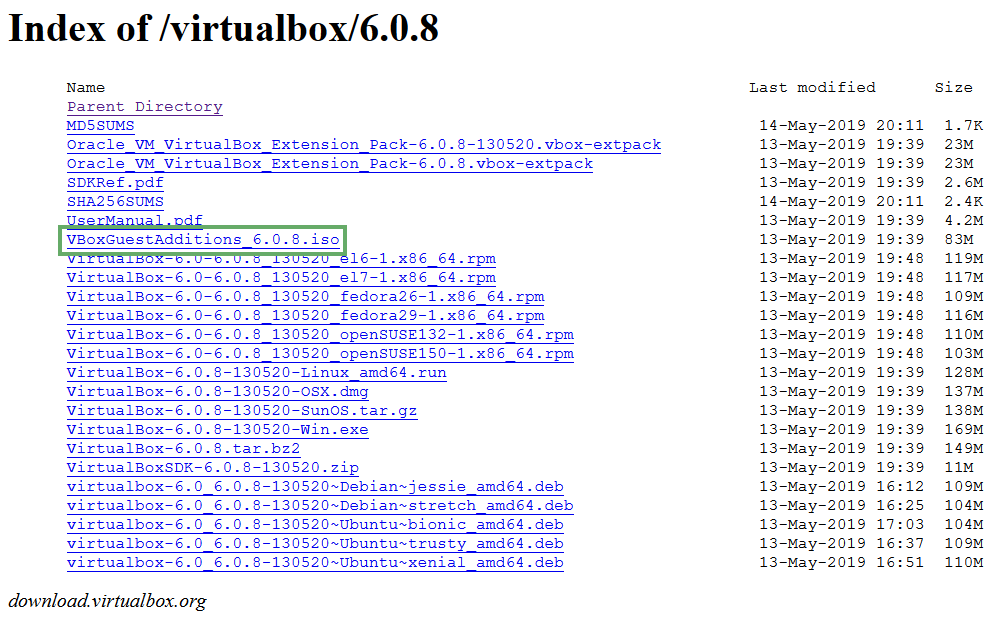 Index of /virtualbox/6.0.8
Name Last modified Size
Parent Directory
MD5SUMS 14-May-2019 20:11 1.7K
Oracle_VM_VirtualBox_Extension_Pack-6.0.8-130520.vbox-extpack 13-May-2019 19:39 23M
Oracle_VM_VirtualBox_Extension_Pack-6.0.8.vbox-extpack 13-May-2019 19:39 23M
SDKRef.pdf 13-May-2019 19:39 2.6M
SHA256SUMS 14-May-2019 20:11 2.4K
UserManual.pdf 13-May-2019 19:39 4.2M
VBoxGuestAdditions_6.0.8.iso 13-May-2019 19:39 83M
VirtualBox-6.0-6.0.8_130520_el6-1.x86_64.rpm 13-May-2019 19:48 119M
VirtualBox-6.0-6.0.8_130520_el7-1.x86_64.rpm 13-May-2019 19:48 117M
VirtualBox-6.0-6.0.8_130520_fedora26-1.x86_64.rpm 13-May-2019 19:48 109M
VirtualBox-6.0-6.0.8_130520_fedora29-1.x86_64.rpm 13-May-2019 19:48 116M
VirtualBox-6.0-6.0.8_130520_openSUSE132-1.x86_64.rpm 13-May-2019 19:48 110M
VirtualBox-6.0-6.0.8_130520_openSUSE150-1.x86_64.rpm 13-May-2019 19:48 103M
VirtualBox-6.0.8-130520-Linux_amd64.run 13-May-2019 19:39 128M
VirtualBox-6.0.8-130520-OSX.dmg 13-May-2019 19:39 137M
VirtualBox-6.0.8-130520-SunOS.tar.gz 13-May-2019 19:39 138M
VirtualBox-6.0.8-130520-Win.exe 13-May-2019 19:39 169M
VirtualBox-6.0.8.tar.bz2 13-May-2019 19:39 149M
VirtualBoxSDK-6.0.8-130520.zip 13-May-2019 19:39 11M
virtualbox-6.0_6.0.8-130520~Debian~jessie_amd64.deb 13-May-2019 16:12 109M
virtualbox-6.0_6.0.8-130520~Debian~stretch_amd64.deb 13-May-2019 16:25 104M
virtualbox-6.0_6.0.8-130520~Ubuntu~bionic_amd64.deb 13-May-2019 17:03 104M
virtualbox-6.0_6.0.8-130520~Ubuntu~trusty_amd64.deb 13-May-2019 16:37 109M
virtualbox-6.0_6.0.8-130520~Ubuntu~xenial_amd64.deb 13-May-2019 16:51 110M
download.virtualbox.org